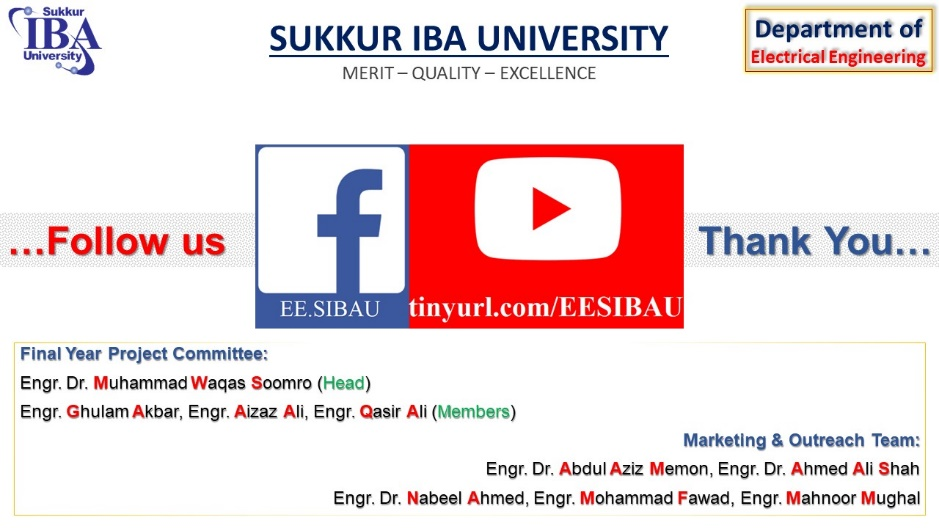 Sukkur
IBA
University
SUKKUR IBA UNIVERSITY
MERIT – QUALITY – EXCELLENCE
Department of
Electrical Engineering
...Follow us
f
EE.SIBAU
tinyurl.com/EESIBAU
Thank You...
Final Year Project Committee:
Engr. Dr. Muhammad Waqas Soomro (Head)
Engr. Ghulam Akbar, Engr. Aizaz Ali, Engr. Qasir Ali (Members)
Marketing & Outreach Team:
Engr. Dr. Abdul Aziz Memon, Engr. Dr. Ahmed Ali Shah
Engr. Dr. Nabeel Ahmed, Engr. Mohammad Fawad, Engr. Mahnoor Mughal